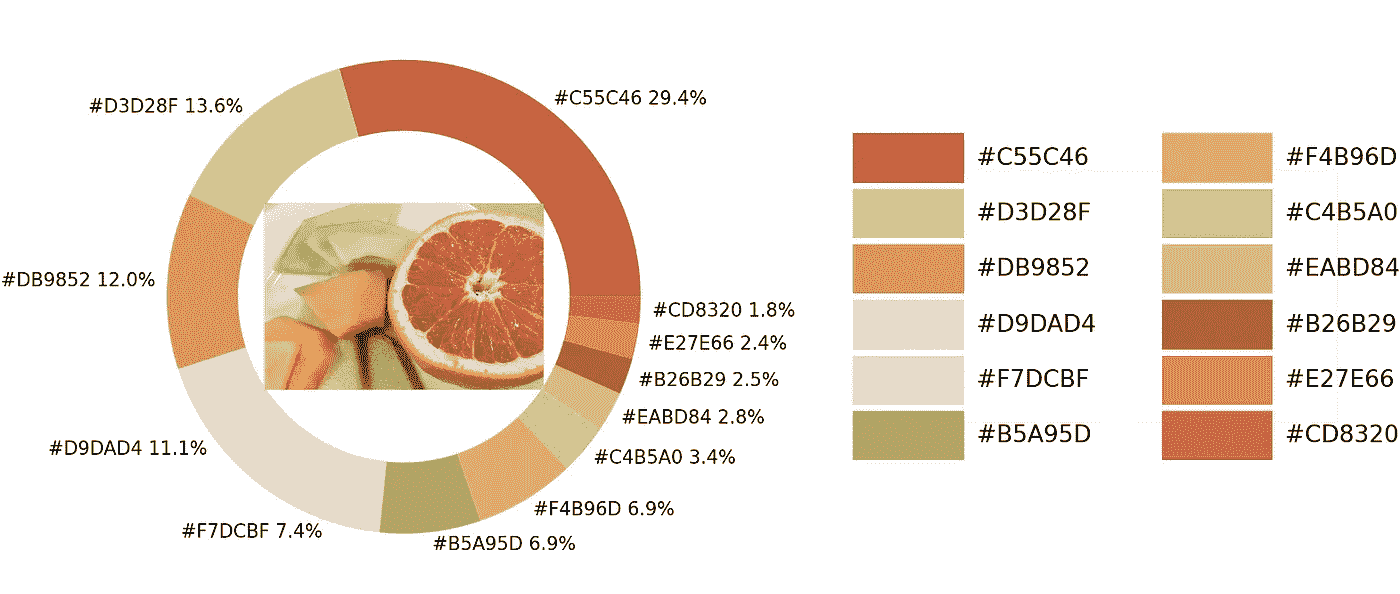 #C55C46 29.4%
#D3D28F 13.6%
#DB9852 12.0%
#D9DAD4 11.1%
#F7DCBF 7.4%
#B5A95D 6.9%
#F4B96D 6.9%
#C4B5A0 3.4%
#EABD84 2.8%
#B26B29 2.5%
#E27E66 2.4%
#CD8320 1.8%
#C55C46
#D3D28F
#DB9852
#D9DAD4
#F7DCBF
#B5A95D
#F4B96D
#C4B5A0
#EABD84
#B26B29
#E27E66
#CD8320